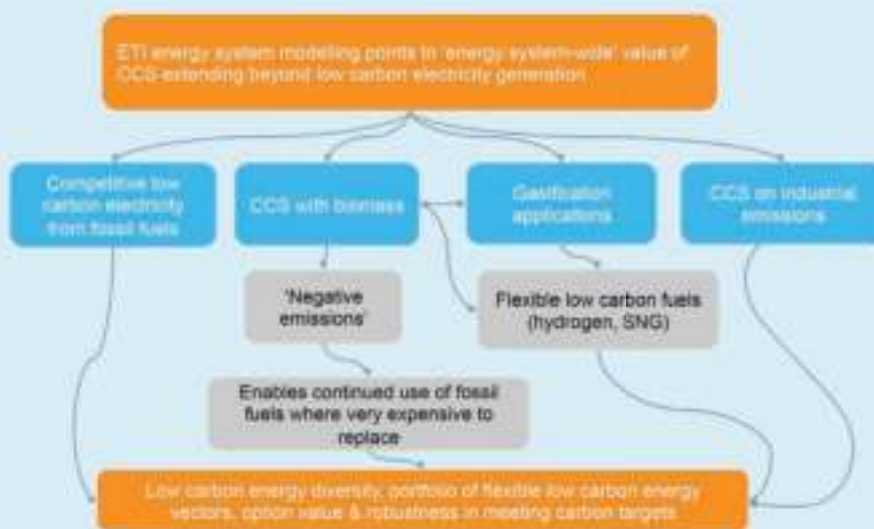 ETI energy system modelling points to 'energy system-wide' value of
CCS extending beyond low carbon electricity generation
Competitive low
carbon electricity
from fossil fuels
CCS with biomass
Gasification
applications
CCS on industrial
emissions
'Negative
emissions'
Flexible low carbon fuels
(hydrogen, SNG)
Enables continued use of fossil
fuels where very expensive to
replace
Low carbon energy diversity, portfolio of flexible low carbon energy
vectors, option value & robustness in meeting carbon targets